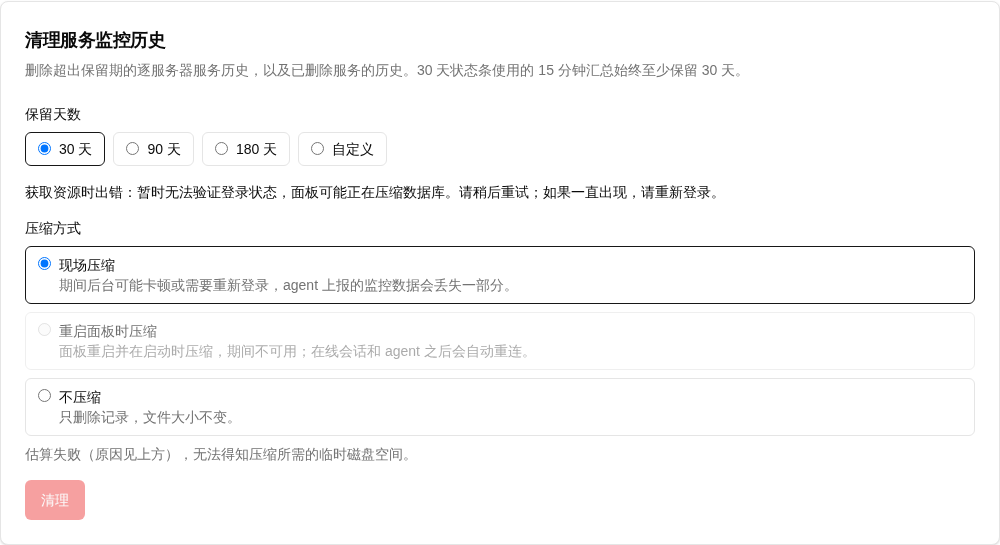 清理服务监控历史
删除超出保留期的逐服务器服务历史，以及已删除服务的历史。30 天状态条使用的 15 分钟汇总始终至少保留 30 天。
保留天数
30 天
90 天
180 天
自定义
获取资源时出错：暂时无法验证登录状态，面板可能正在压缩数据库。请稍后重试；如果一直出现，请重新登录。
压缩方式
现场压缩
期间后台可能卡顿或需要重新登录，agent 上报的监控数据会丢失一部分。
重启面板时压缩
面板重启并在启动时压缩，期间不可用；在线会话和 agent 之后会自动重连。
不压缩
只删除记录，文件大小不变。
估算失败（原因见上方），无法得知压缩所需的临时磁盘空间。
清理